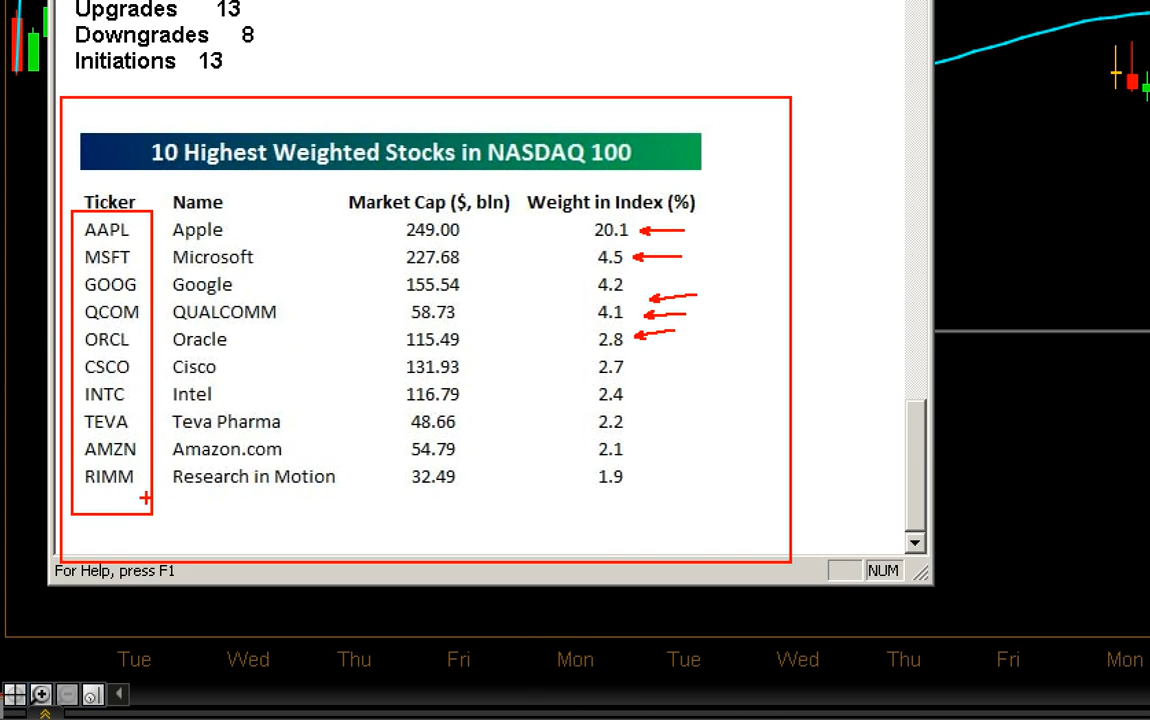 Upgrades 13
Downgrades 8
Initiations 13
10 Highest Weighted Stocks in NASDAQ 100
Ticker Name Market Cap ($, bln) Weight in Index (%)
AAPL Apple 249.00 20.1
MSFT Microsoft 227.68 4.5
GOOG Google 155.54 4.2
QCOM QUALCOMM 58.73 4.1
ORCL Oracle 115.49 2.8
CSCO Cisco 131.93 2.7
INTC Intel 116.79 2.4
TEVA Teva Pharma 48.66 2.2
AMZN Amazon.com 54.79 2.1
RIMM Research in Motion 32.49 1.9
For Help, press F1 NUM
Tue Wed Thu Fri Mon Tue Wed Thu Fri Mon